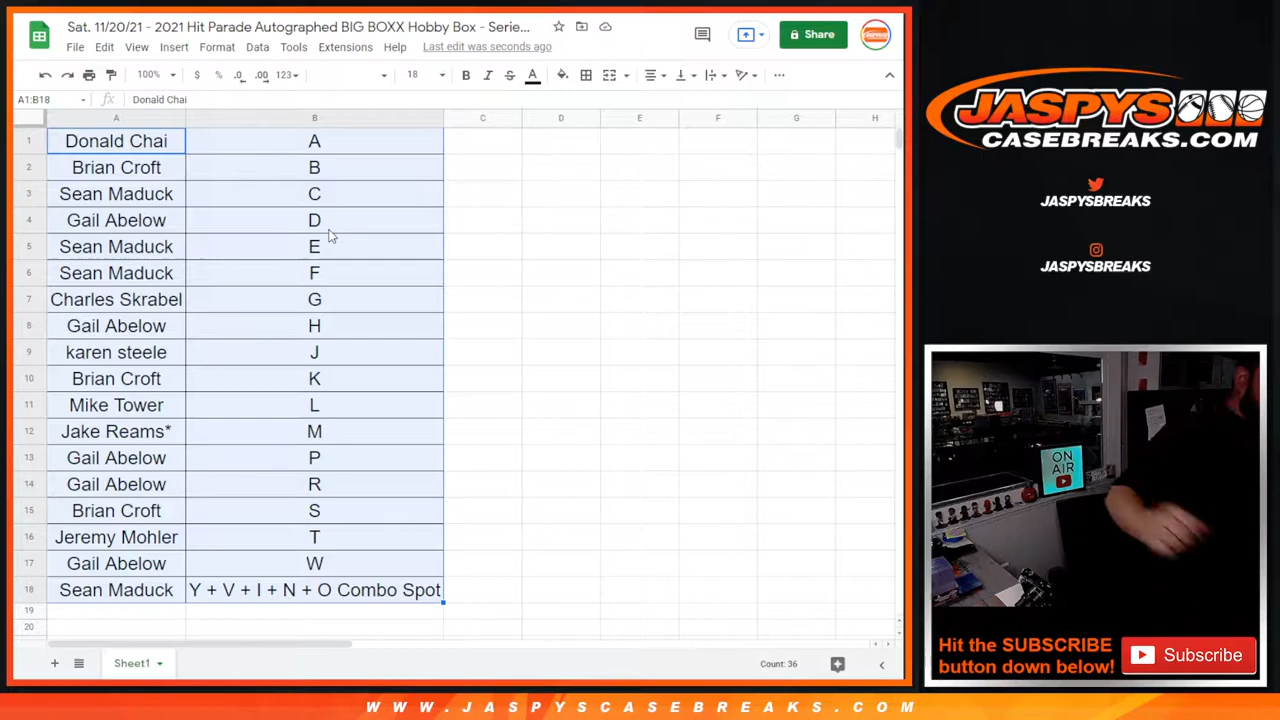 Sat. 11/20/21 - 2021 Hit Parade Autographed BIG BOXX Hobby Box - Serie...
File Edit View Insert Format Data Tools Extensions Help Last edit was seconds ago
Share
100% $ % .0 .00 123 18 B I S A
A1:B18 fx Donald Chai
A B C D E F G H
1 Donald Chai A
2 Brian Croft B
3 Sean Maduck C
4 Gail Abelow D
5 Sean Maduck E
6 Sean Maduck F
7 Charles Skrabel G
8 Gail Abelow H
9 karen steele J
10 Brian Croft K
11 Mike Tower L
12 Jake Reams* M
13 Gail Abelow P
14 Gail Abelow R
15 Brian Croft S
16 Jeremy Mohler T
17 Gail Abelow W
18 Sean Maduck Y + V + I + N + O Combo Spot
19
20
Sheet1
Count: 36
JASPYS
CASEBREAKS.COM
JASPYSBREAKS
JASPYSBREAKS
ON
AIR
Hit the SUBSCRIBE
button down below!
Subscribe
WWW.JASPYSCASEBREAKS.COM